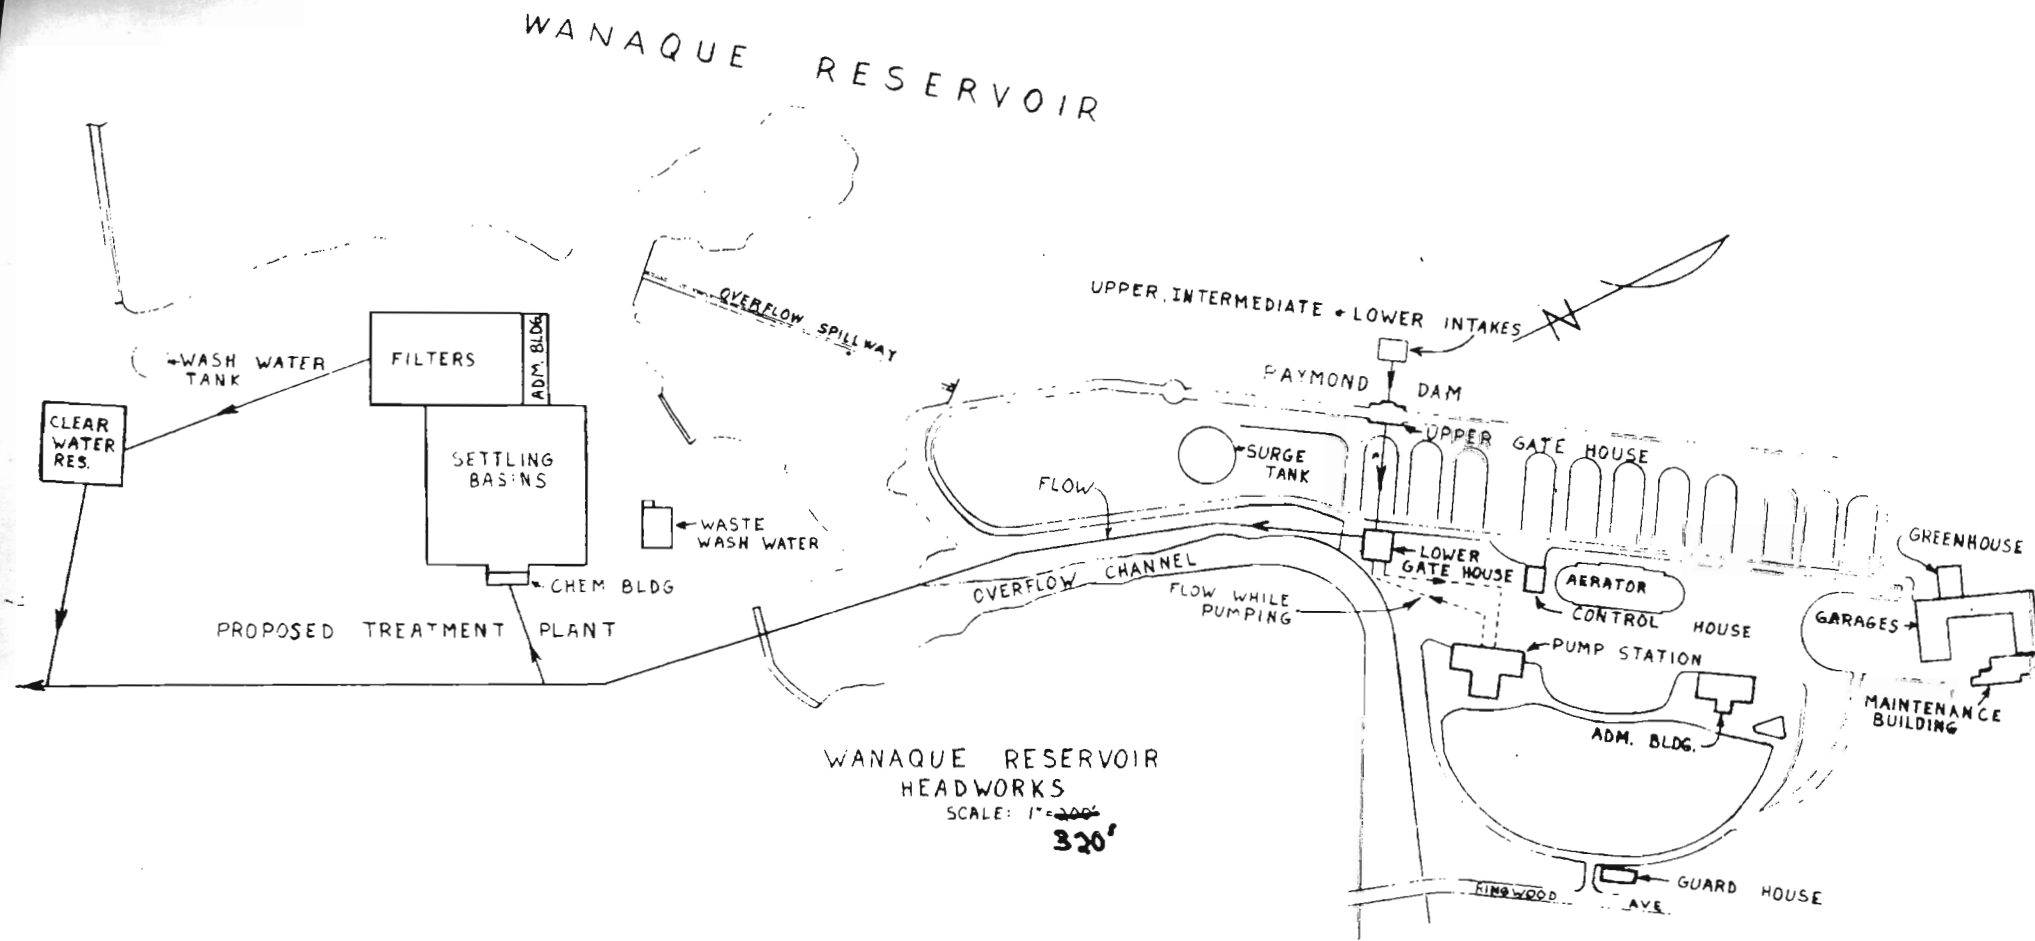 WANAQUE RESERVOIR
UPPER, INTERMEDIATE & LOWER INTAKES
N
OVERFLOW SPILLWAY
RAYMOND DAM
UPPER GATE HOUSE
WASH WATER
TANK
FILTERS
ADM. BLDG.
CLEAR
WATER
RES.
SETTLING
BASINS
SURGE
TANK
FLOW
WASTE
WASH WATER
CHEM BLDG
PROPOSED TREATMENT PLANT
OVERFLOW CHANNEL
LOWER
GATE HOUSE
FLOW WHILE
PUMPING
AERATOR
CONTROL HOUSE
GREENHOUSE
GARAGES
PUMP STATION
MAINTENANCE
BUILDING
ADM. BLDG.
WANAQUE RESERVOIR
HEADWORKS
SCALE: 1"=200'
320'
GUARD HOUSE
RINGWOOD AVE